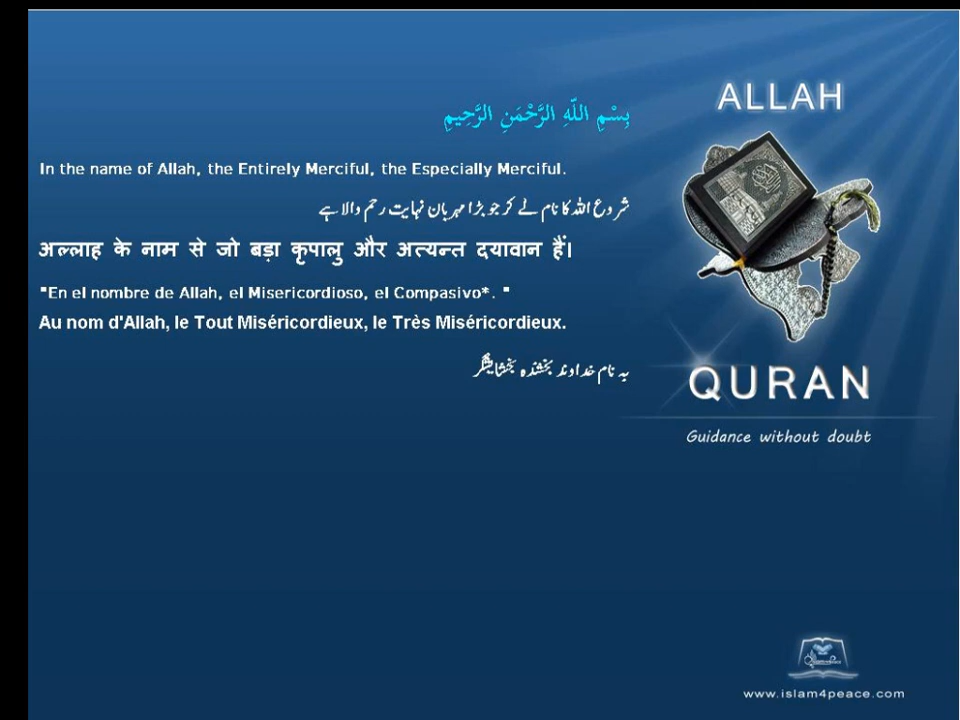 بِسْمِ اللّهِ الرَّحْمَنِ الرَّحِيمِ
In the name of Allah, the Entirely Merciful, the Especially Merciful.
شروع الله کا نام لے کر جو بڑا مہربان نہایت رحم والا ہے
अल्लाह के नाम से जो बड़ा कृपालु और अत्यन्त दयावान हैं।
"En el nombre de Allah, el Misericordioso, el Compasivo*. "
Au nom d'Allah, le Tout Miséricordieux, le Très Miséricordieux.
به نام خداوند بخشنده بخشایشگر
ALLAH
QURAN
Guidance without doubt
www.islam4peace.com